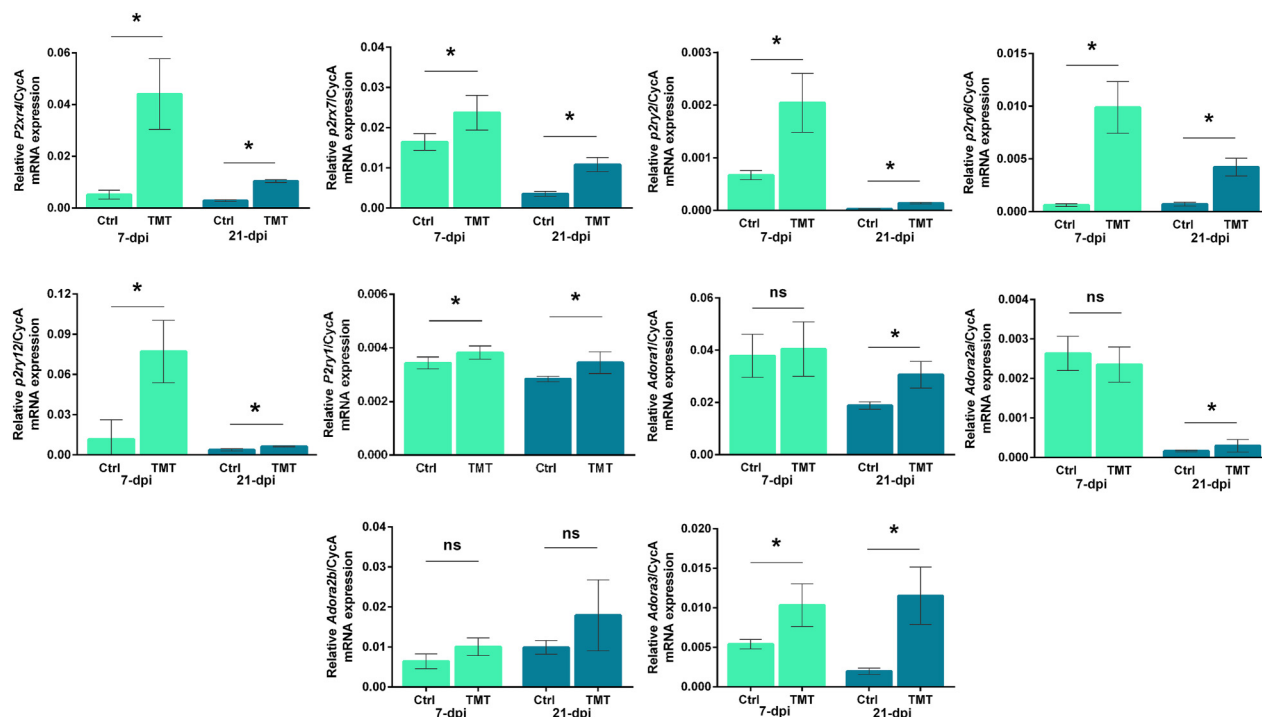 Relative P2xr4/CycA
mRNA expression
0.06
0.04
0.02
0.00
*
*
Ctrl TMT Ctrl TMT
7-dpi 21-dpi
Relative p2rx7/CycA
mRNA expression
0.04
0.03
0.02
0.01
0.00
*
*
Ctrl TMT Ctrl TMT
7-dpi 21-dpi
Relative p2ry2/CycA
mRNA expression
0.003
0.002
0.001
0.000
*
*
Ctrl TMT Ctrl TMT
7-dpi 21-dpi
Relative p2ry6/CycA
mRNA expression
0.015
0.010
0.005
0.000
*
*
Ctrl TMT Ctrl TMT
7-dpi 21-dpi
Relative p2ry12/CycA
mRNA expression
0.12
0.09
0.06
0.03
0.00
*
*
Ctrl TMT Ctrl TMT
7-dpi 21-dpi
Relative P2ry1/CycA
mRNA expression
0.006
0.004
0.002
0.000
*
*
Ctrl TMT Ctrl TMT
7-dpi 21-dpi
Relative Adora1/CycA
mRNA expression
0.06
0.04
0.02
0.00
ns
*
Ctrl TMT Ctrl TMT
7-dpi 21-dpi
Relative Adora2a/CycA
mRNA expression
0.004
0.003
0.002
0.001
0.000
ns
*
Ctrl TMT Ctrl TMT
7-dpi 21-dpi
Relative Adora2b/CycA
mRNA expression
0.04
0.03
0.02
0.01
0.00
ns
ns
Ctrl TMT Ctrl TMT
7-dpi 21-dpi
Relative Adora3/CycA
mRNA expression
0.020
0.015
0.010
0.005
0.000
*
*
Ctrl TMT Ctrl TMT
7-dpi 21-dpi